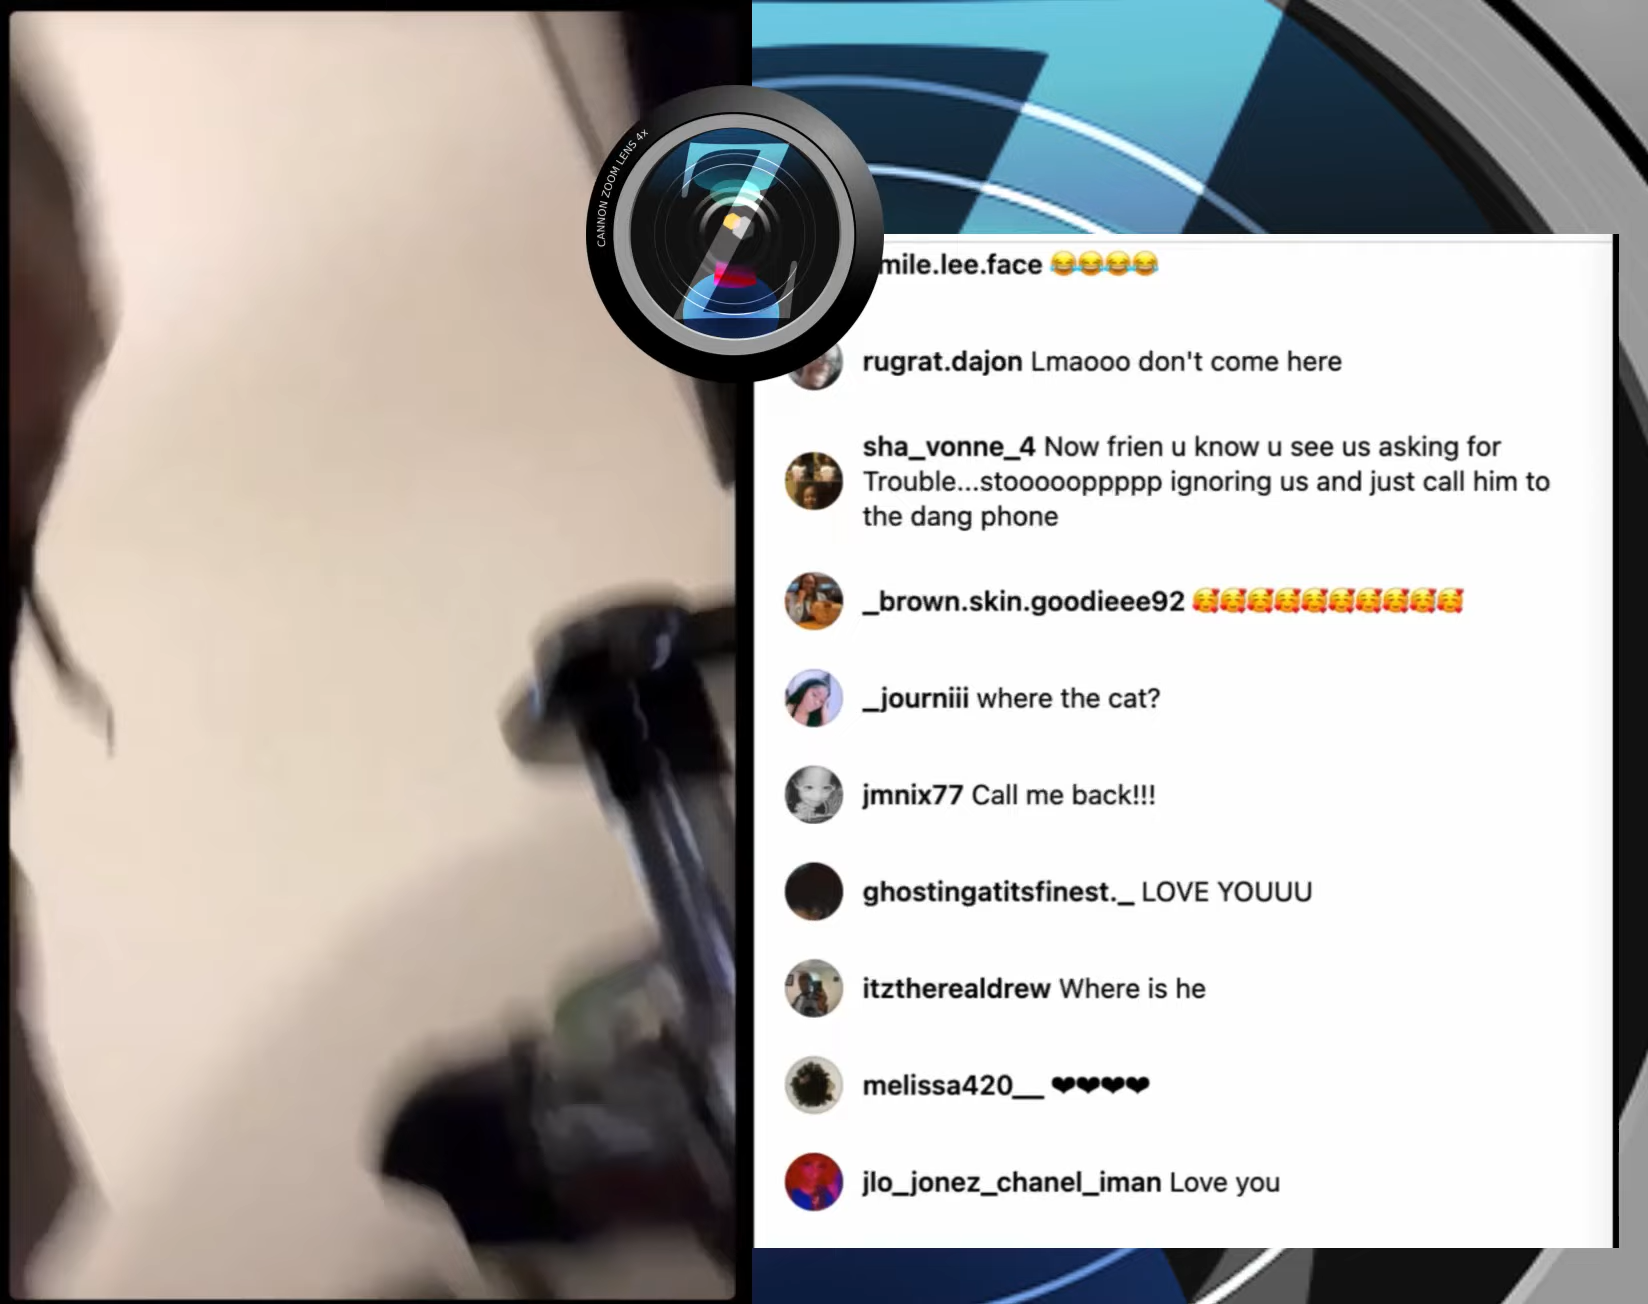 CANNON ZOOM LENS 4x
mile.lee.face 😂😂😂😂
rugrat.dajon Lmaooo don't come here
sha_vonne_4 Now frien u know u see us asking for
Trouble...stoooooppppp ignoring us and just call him to
the dang phone
_brown.skin.goodieee92 🥰🥰🥰🥰🥰🥰🥰🥰🥰🥰
_journiii where the cat?
jmnix77 Call me back!!!
ghostingatitsfinest._ LOVE YOUUU
itztherealdrew Where is he
melissa420__ ❤❤❤❤
jlo_jonez_chanel_iman Love you